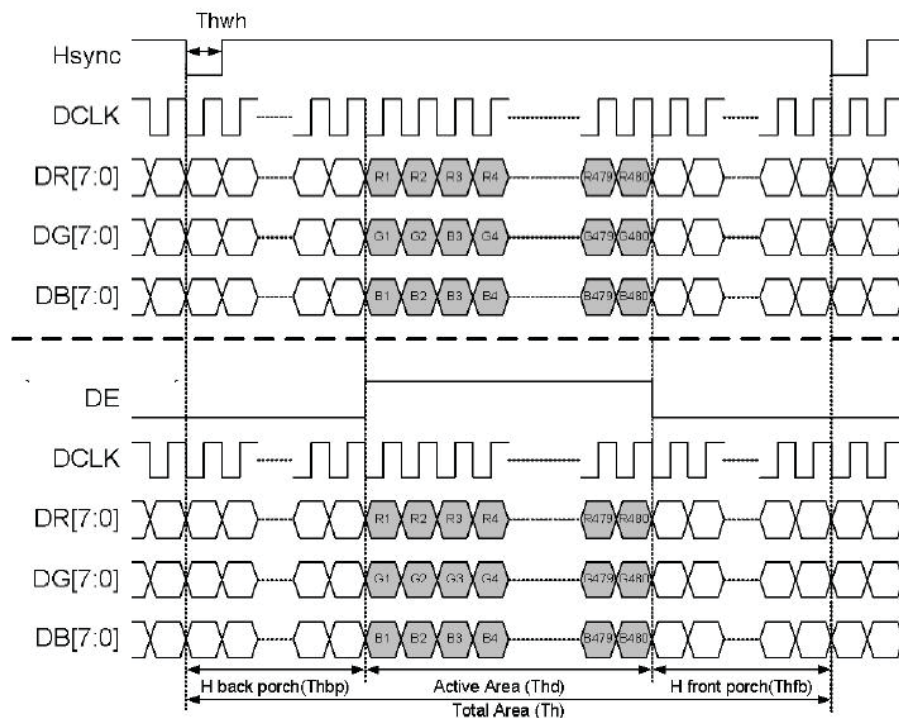 Thwh
Hsync
DCLK
DR[7:0] R1 R2 R3 R4 R479 R480
DG[7:0] G1 G2 B3 G4 G479 G480
DB[7:0] B1 B2 B3 B4 B479 B480
DE
DCLK
DR[7:0] R1 R2 R3 R4 R479 R480
DG[7:0] G1 G2 G3 G4 G479 G480
DB[7:0] B1 B2 B3 B4 B479 B480
H back porch(Thbp) Active Area (Thd) H front porch(Thfb)
Total Area (Th)